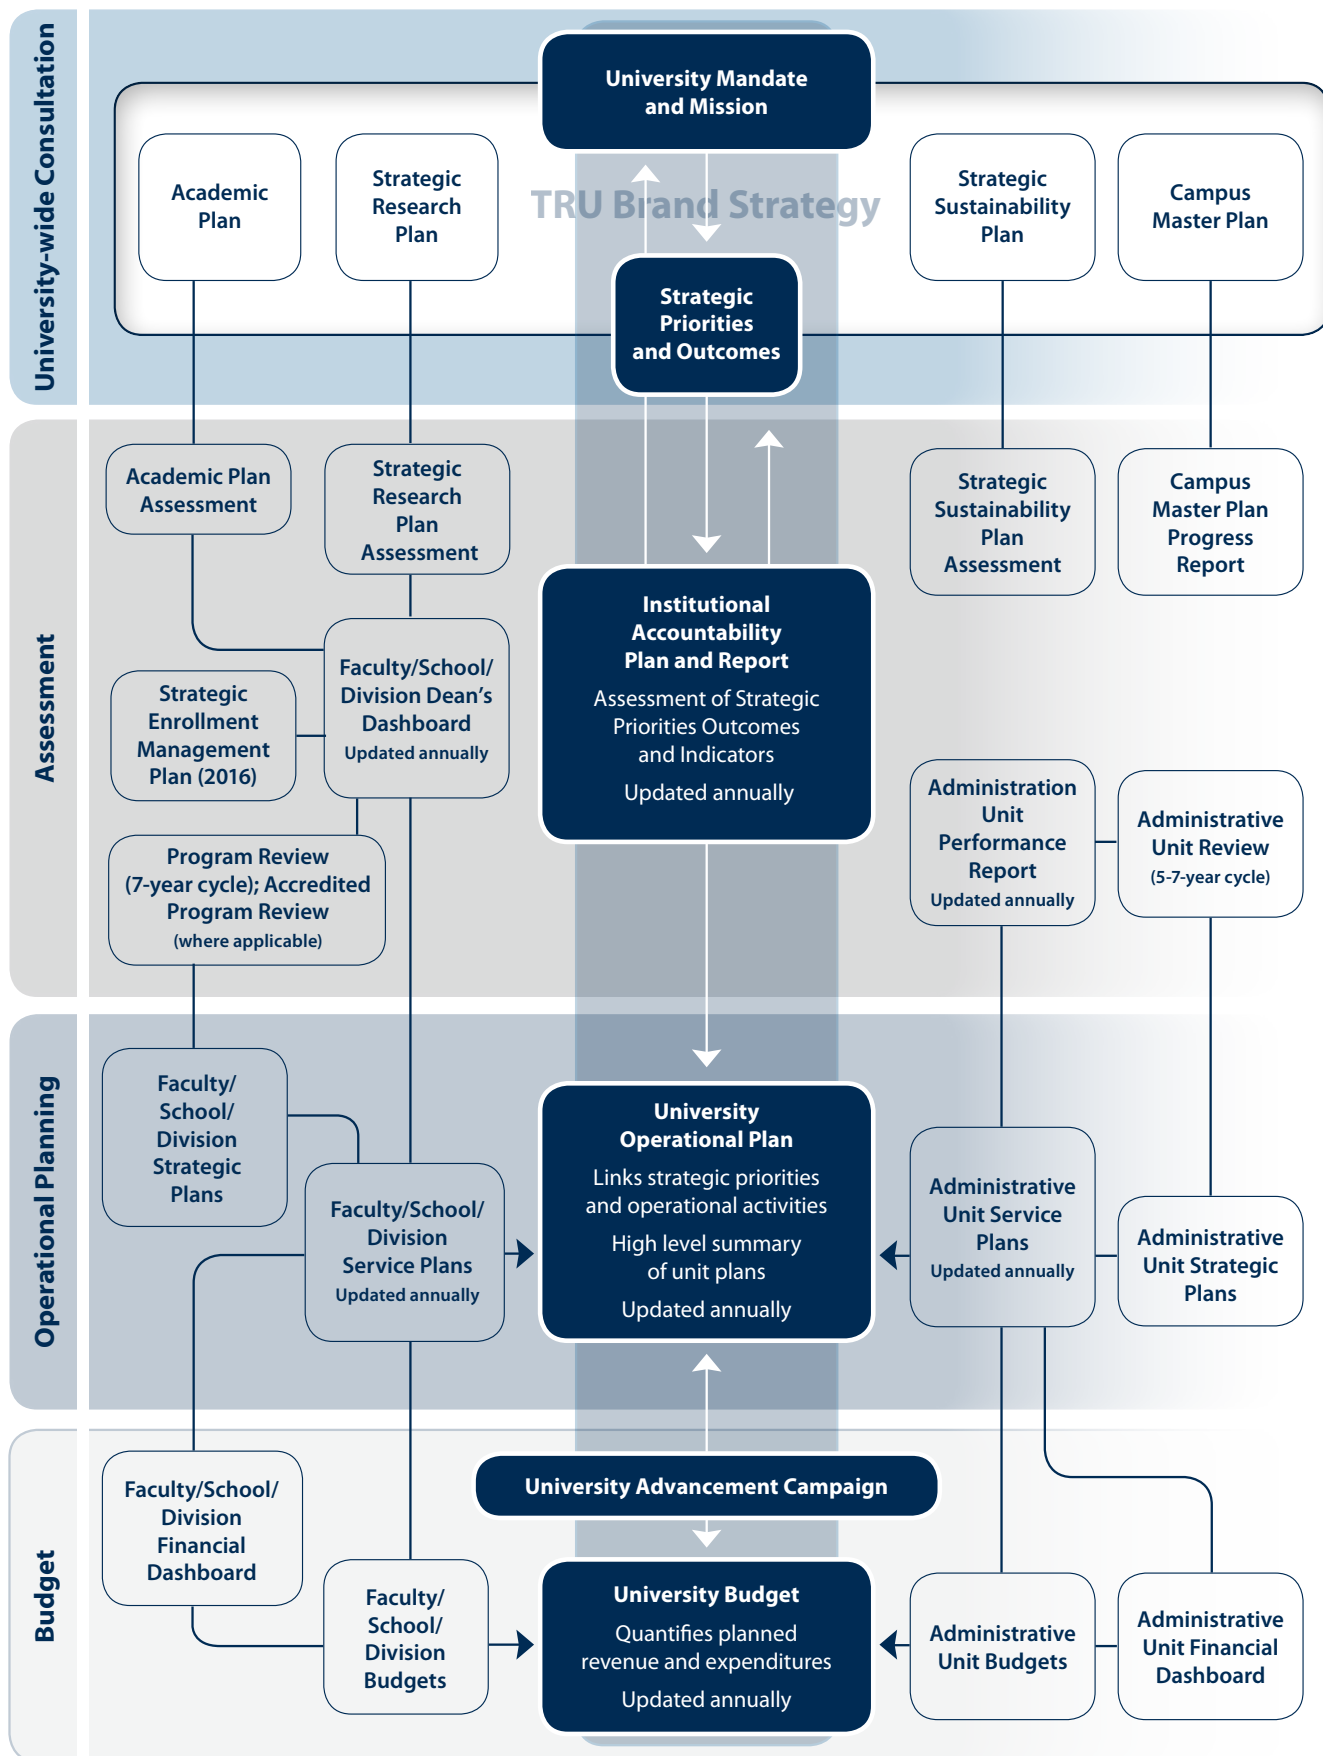 University-wide Consultation
University Mandate
and Mission
TRU Brand Strategy
Academic
Plan
Strategic
Research
Plan
Strategic
Priorities
and Outcomes
Strategic
Sustainability
Plan
Campus
Master Plan
Assessment
Academic Plan
Assessment
Strategic
Research
Plan
Assessment
Faculty/School/
Division Dean’s
Dashboard
Updated annually
Strategic
Enrollment
Management
Plan (2016)
Program Review
(7-year cycle); Accredited
Program Review
(where applicable)
Institutional
Accountability
Plan and Report
Assessment of Strategic
Priorities Outcomes
and Indicators
Updated annually
Strategic
Sustainability
Plan
Assessment
Campus
Master Plan
Progress
Report
Administration
Unit
Performance
Report
Updated annually
Administrative
Unit Review
(5-7-year cycle)
Operational Planning
Faculty/
School/
Division
Strategic
Plans
Faculty/School/
Division
Service Plans
Updated annually
University
Operational Plan
Links strategic priorities
and operational activities
High level summary
of unit plans
Updated annually
Administrative
Unit Service
Plans
Updated annually
Administrative
Unit Strategic
Plans
Budget
University Advancement Campaign
Faculty/School/
Division
Financial
Dashboard
Faculty/
School/
Division
Budgets
University Budget
Quantifies planned
revenue and expenditures
Updated annually
Administrative
Unit Budgets
Administrative
Unit Financial
Dashboard